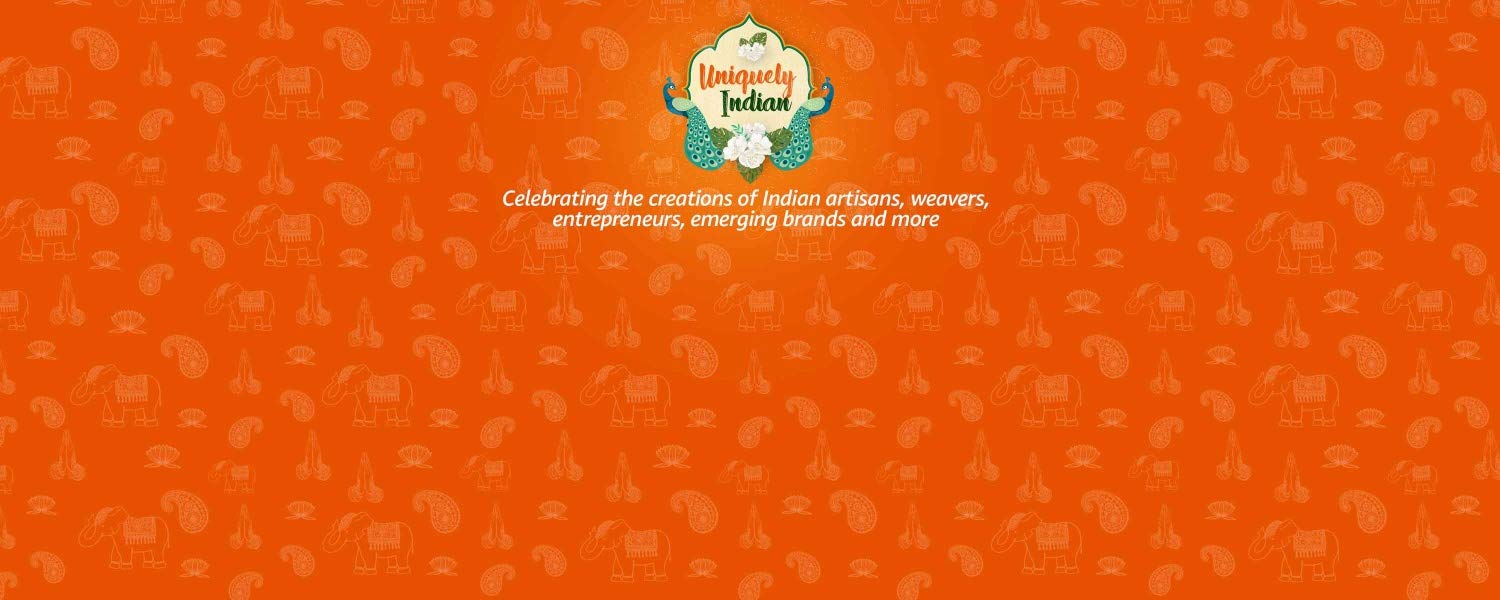 Uniquely
Indian
Celebrating the creations of Indian artisans, weavers,
entrepreneurs, emerging brands and more